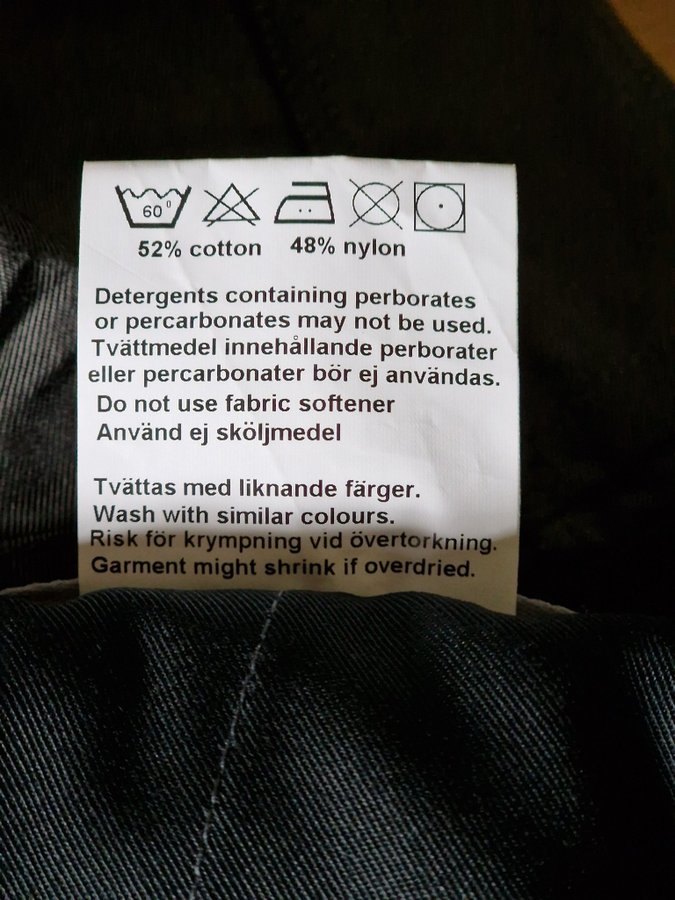 60°
52% cotton 48% nylon
Detergents containing perborates
or percarbonates may not be used.
Tvättmedel innehållande perborater
eller percarbonater bör ej användas.
Do not use fabric softener
Använd ej sköljmedel
Tvättas med liknande färger.
Wash with similar colours.
Risk för krympning vid övertorkning.
Garment might shrink if overdried.